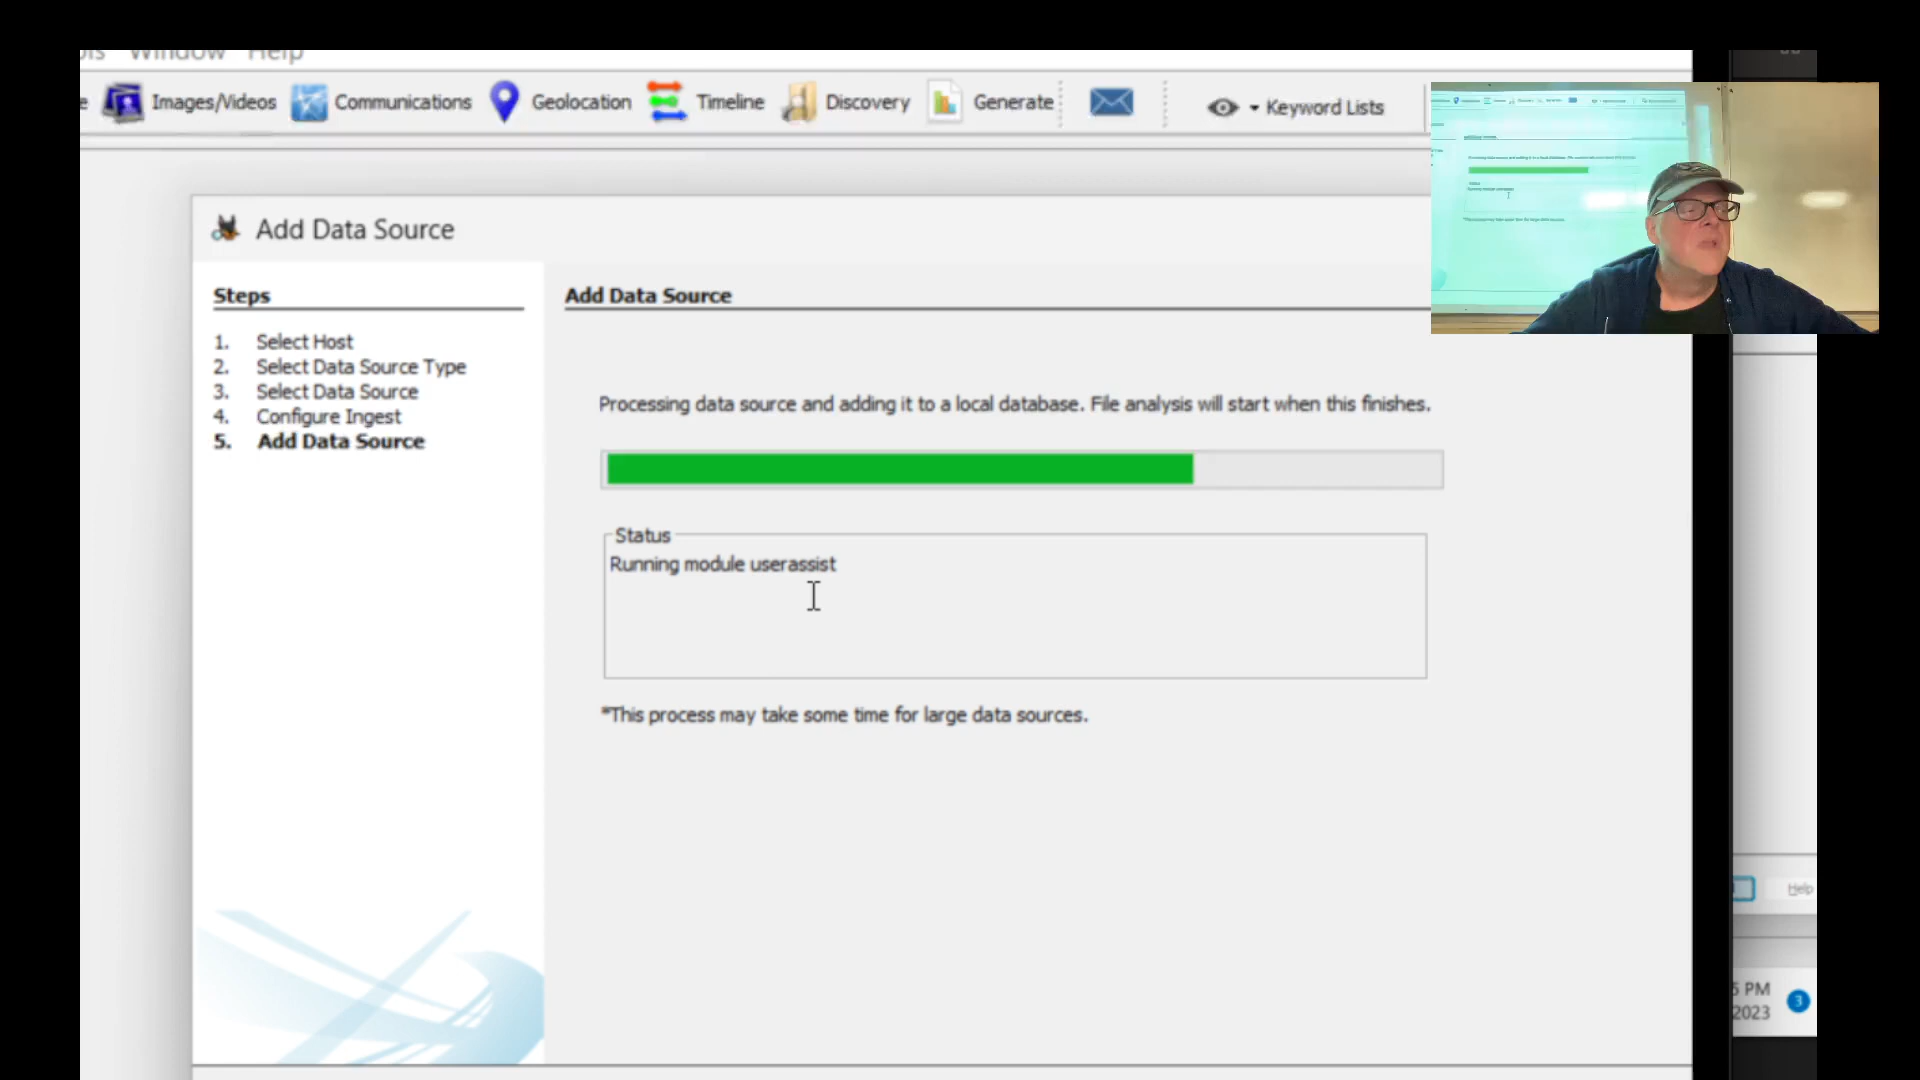 Window Help
Images/Videos Communications Geolocation Timeline Discovery Generate Keyword Lists
Add Data Source
Steps
1. Select Host
2. Select Data Source Type
3. Select Data Source
4. Configure Ingest
5. Add Data Source
Add Data Source
Processing data source and adding it to a local database. File analysis will start when this finishes.
Status
Running module userassist
*This process may take some time for large data sources.
Help
PM
2023
3